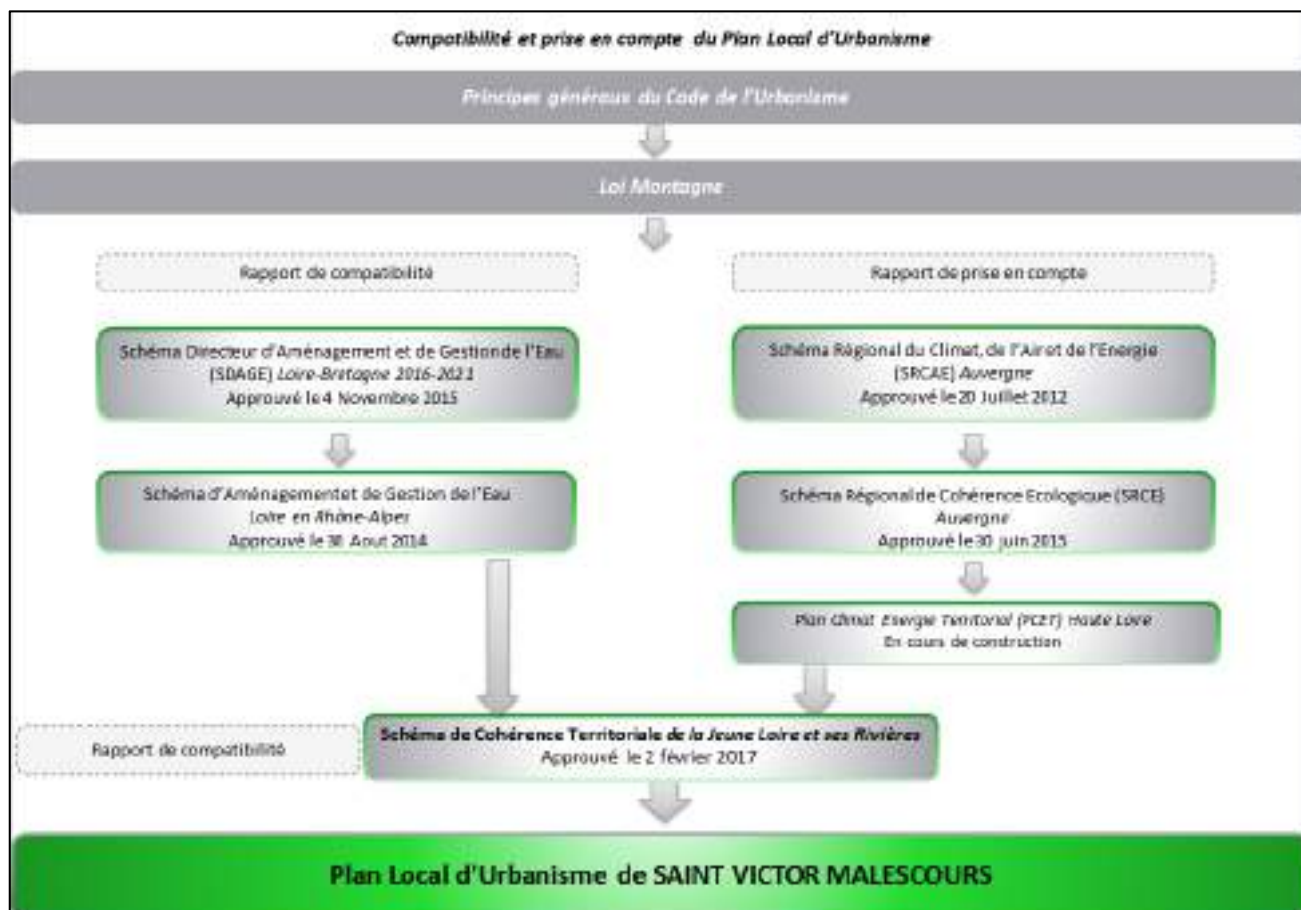 Compatibilité et prise en compte du Plan Local d'Urbanisme
Principes généraux du Code de l'Urbanisme
Loi Montagne
Rapport de compatibilité
Schéma Directeur d'Aménagement et de Gestion de l'Eau
(SDAGE) Loire-Bretagne 2016-2021
Approuvé le 4 Novembre 2015
Schéma d'Aménagement et de Gestion de l'Eau
Loire en Rhône-Alpes
Approuvé le 30 Aout 2014
Rapport de prise en compte
Schéma Régional du Climat, de l'Air et de l'Energie
(SRCAE) Auvergne
Approuvé le 20 Juillet 2012
Schéma Régional de Cohérence Ecologique (SRCE)
Auvergne
Approuvé le 30 juin 2015
Plan Climat Energie Territorial (PCET) Haute Loire
En cours de construction
Rapport de compatibilité
Schéma de Cohérence Territoriale de la Jeune Loire et ses Rivières
Approuvé le 2 février 2017
Plan Local d'Urbanisme de SAINT VICTOR MALESCOURS